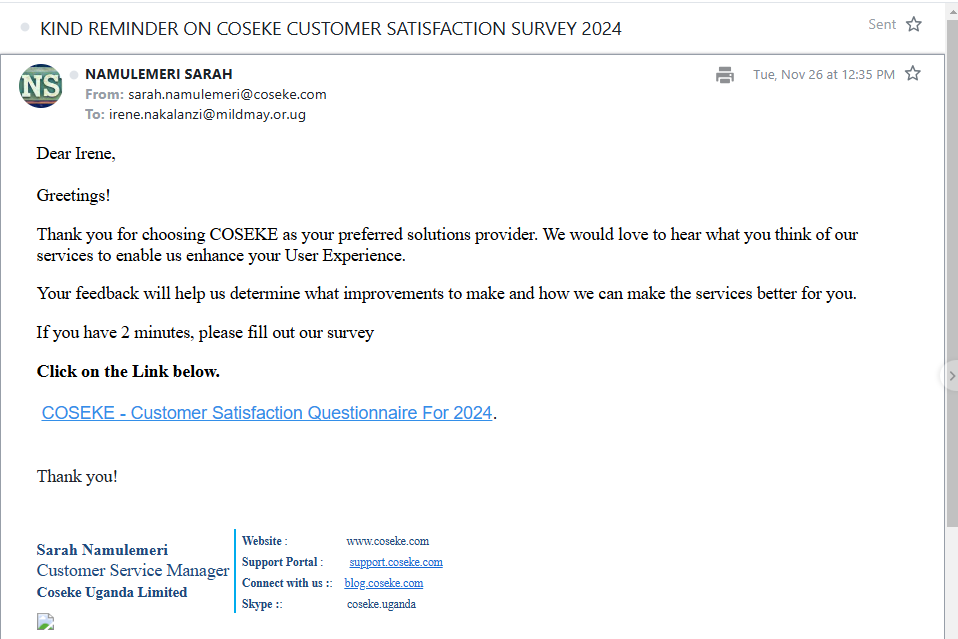 KIND REMINDER ON COSEKE CUSTOMER SATISFACTION SURVEY 2024
Sent
NS
NAMULEMERI SARAH
Tue, Nov 26 at 12:35 PM
From: sarah.namulemeri@coseke.com
To: irene.nakalanzi@mildmay.or.ug
Dear Irene,
Greetings!
Thank you for choosing COSEKE as your preferred solutions provider. We would love to hear what you think of our
services to enable us enhance your User Experience.
Your feedback will help us determine what improvements to make and how we can make the services better for you.
If you have 2 minutes, please fill out our survey
Click on the Link below.
COSEKE - Customer Satisfaction Questionnaire For 2024.
Thank you!
Sarah Namulemeri
Customer Service Manager
Coseke Uganda Limited
Website : www.coseke.com
Support Portal : support.coseke.com
Connect with us :: blog.coseke.com
Skype :: coseke.uganda